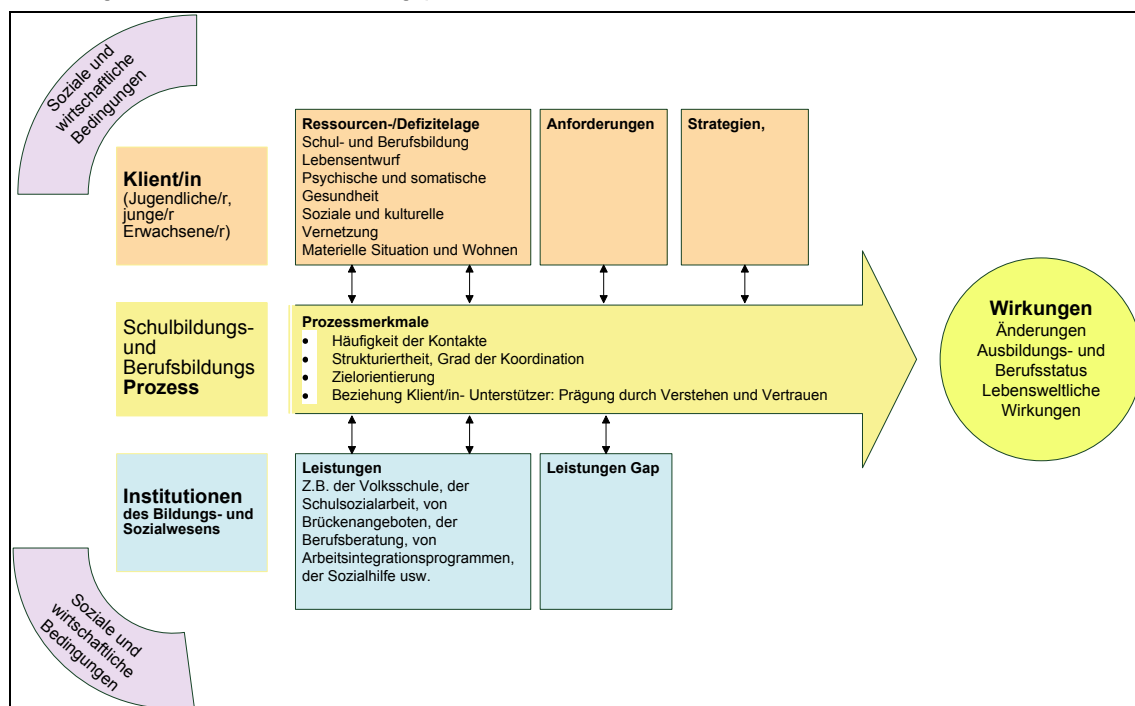 Soziale und
wirtschaftliche
Bedingungen
Klient/in
(Jugendliche/r,
junge/r
Erwachsene/r)
Ressourcen-/Defizitelage
Schul- und Berufsbildung
Lebensentwurf
Psychische und somatische
Gesundheit
Soziale und kulturelle
Vernetzung
Materielle Situation und Wohnen
Anforderungen
Strategien,
Schulbildungs-
und
Berufsbildungs
Prozess
Prozessmerkmale
• Häufigkeit der Kontakte
• Strukturiertheit, Grad der Koordination
• Zielorientierung
• Beziehung Klient/in- Unterstützer: Prägung durch Verstehen und Vertrauen
Wirkungen
Änderungen
Ausbildungs- und
Berufsstatus
Lebensweltliche
Wirkungen
Institutionen
des Bildungs- und
Sozialwesens
Leistungen
Z.B. der Volksschule, der
Schulsozialarbeit, von
Brückenangeboten, der
Berufsberatung, von
Arbeitsintegrationsprogrammen,
der Sozialhilfe usw.
Leistungen Gap
Soziale und
wirtschaftliche
Bedingungen